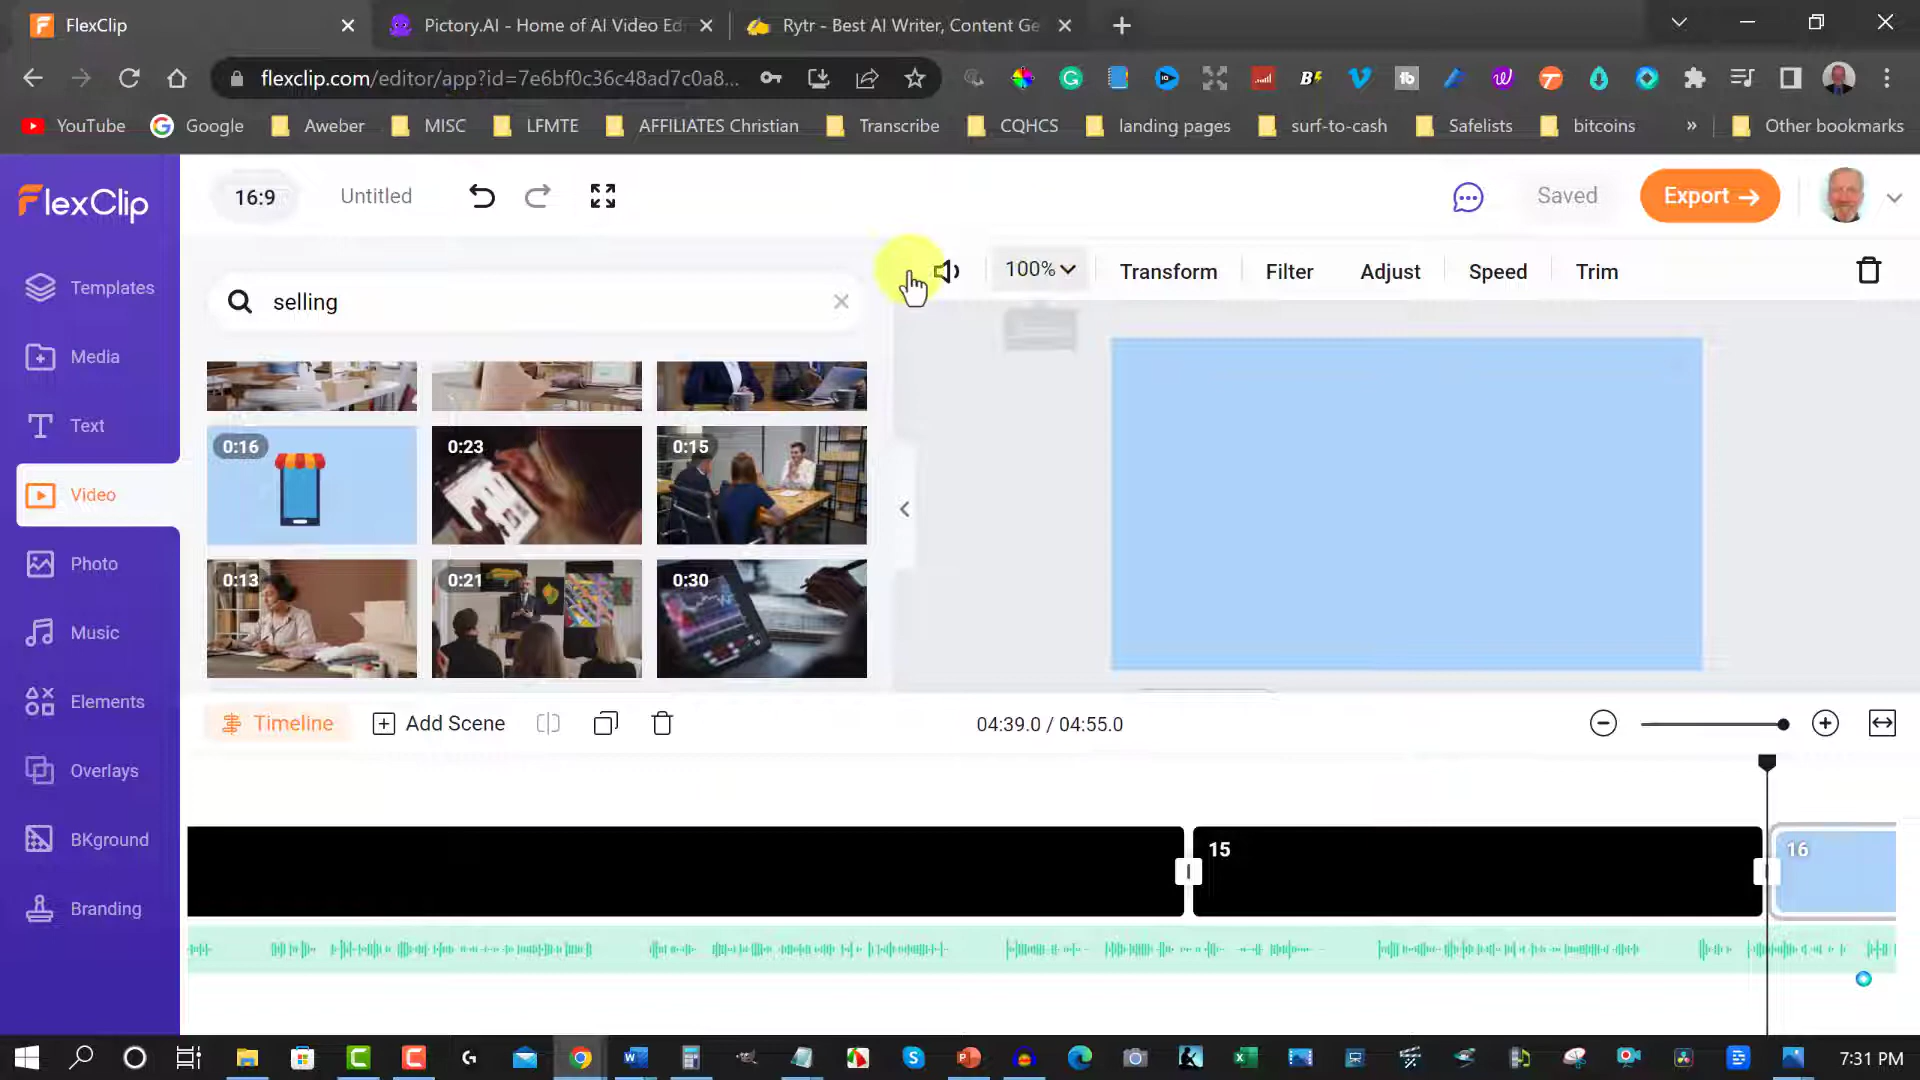 FlexClip
Pictory.AI - Home of AI Video Ed
Rytr - Best AI Writer, Content Ge
flexclip.com/editor/app?id=7e6bf0c36c48ad7c0a8...
YouTube
Google
Aweber
MISC
LFMTE
AFFILIATES Christian
Transcribe
CQHCS
landing pages
surf-to-cash
Safelists
bitcoins
»
Other bookmarks
FlexClip
16:9
Untitled
Saved
Export
Templates
Media
Text
Video
Photo
Music
Elements
Overlays
BKground
Branding
selling
100%
Transform
Filter
Adjust
Speed
Trim
0:16
0:23
0:15
0:13
0:21
0:30
Timeline
Add Scene
04:39.0 / 04:55.0
15
16
7:31 PM